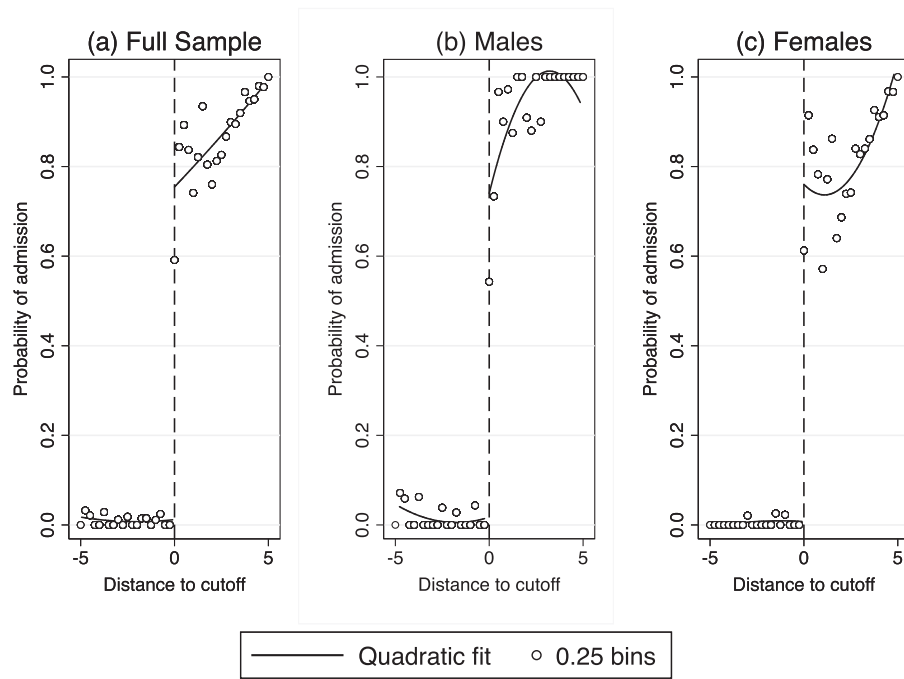 (a) Full Sample
Probability of admission
1.0
0.8
0.6
0.4
0.2
0.0
-5 0 5
Distance to cutoff
(b) Males
Probability of admission
1.0
0.8
0.6
0.4
0.2
0.0
-5 0 5
Distance to cutoff
(c) Females
Probability of admission
1.0
0.8
0.6
0.4
0.2
0.0
-5 0 5
Distance to cutoff
Quadratic fit 0.25 bins